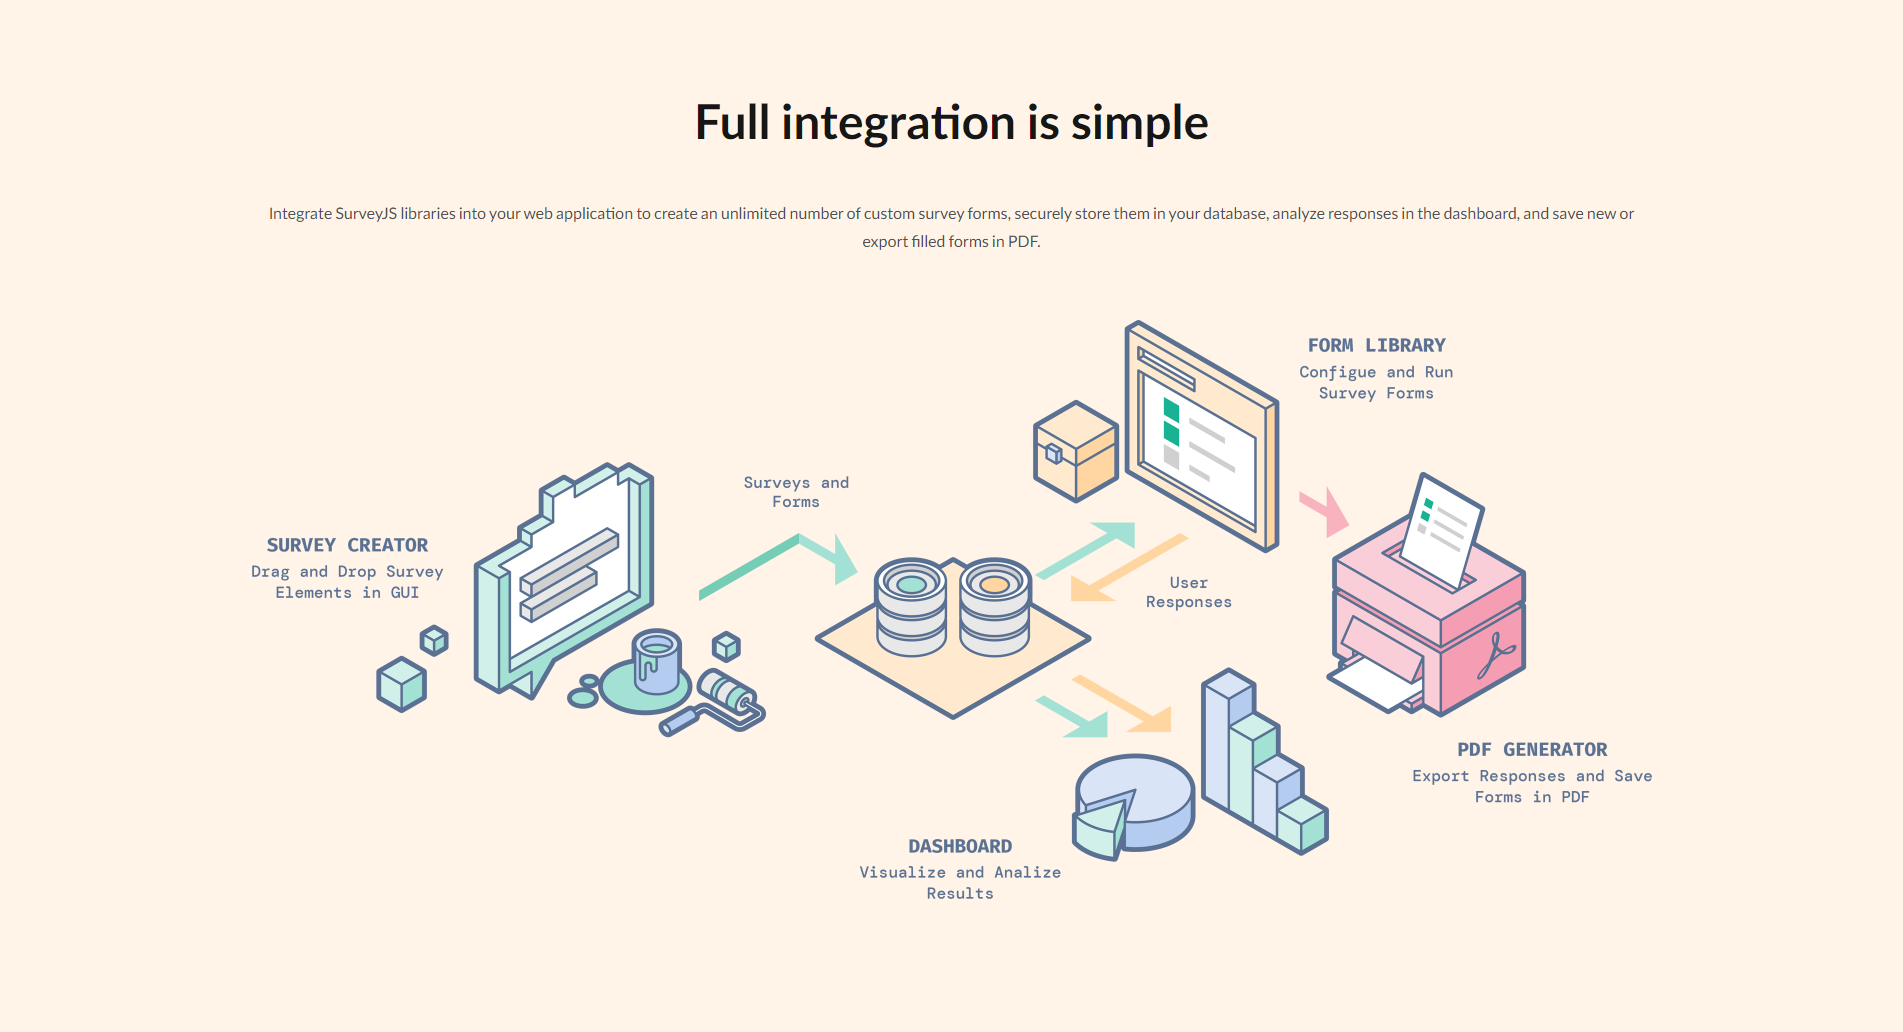 Full integration is simple
Integrate SurveyJS libraries into your web application to create an unlimited number of custom survey forms, securely store them in your database, analyze responses in the dashboard, and save new or
export filled forms in PDF.
FORM LIBRARY
Configue and Run
Survey Forms
Surveys and
Forms
SURVEY CREATOR
Drag and Drop Survey
Elements in GUI
User
Responses
PDF GENERATOR
Export Responses and Save
Forms in PDF
DASHBOARD
Visualize and Analize
Results